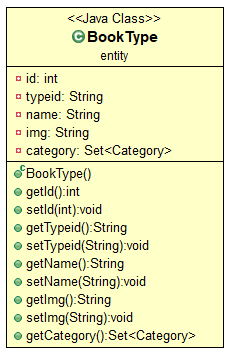 <<Java Class>>
BookType
entity
id: int
typeid: String
name: String
img: String
category: Set<Category>
BookType()
getId():int
setId(int):void
getTypeid():String
setTypeid(String):void
getName():String
setName(String):void
getImg():String
setImg(String):void
getCategory():Set<Category>